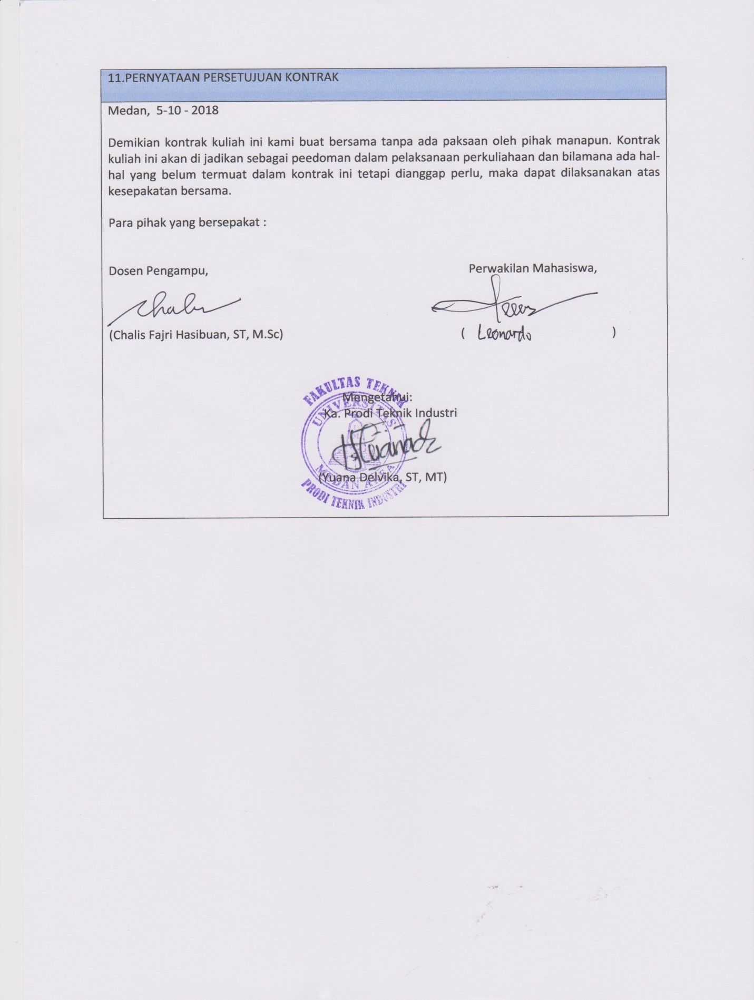 11.PERNYATAAN PERSETUJUAN KONTRAK
Medan,  5-10 - 2018
Demikian kontrak kuliah ini kami buat bersama tanpa ada paksaan oleh pihak manapun. Kontrak
kuliah ini akan di jadikan sebagai peedoman dalam pelaksanaan perkuliahaan dan bilamana ada hal-
hal yang belum termuat dalam kontrak ini tetapi dianggap perlu, maka dapat dilaksanakan atas
kesepakatan bersama.
Para pihak yang bersepakat :
Dosen Pengampu,
Perwakilan Mahasiswa,
(Chalis Fajri Hasibuan, ST, M.Sc)
( Leonardo )
FAKULTAS TEKNIK
UNIVERSITAS
Mengetahui:
Ka. Prodi Teknik Industri
(Yuana Delvika, ST, MT)
MEDAN AREA
PRODI TEKNIK INDUSTRI